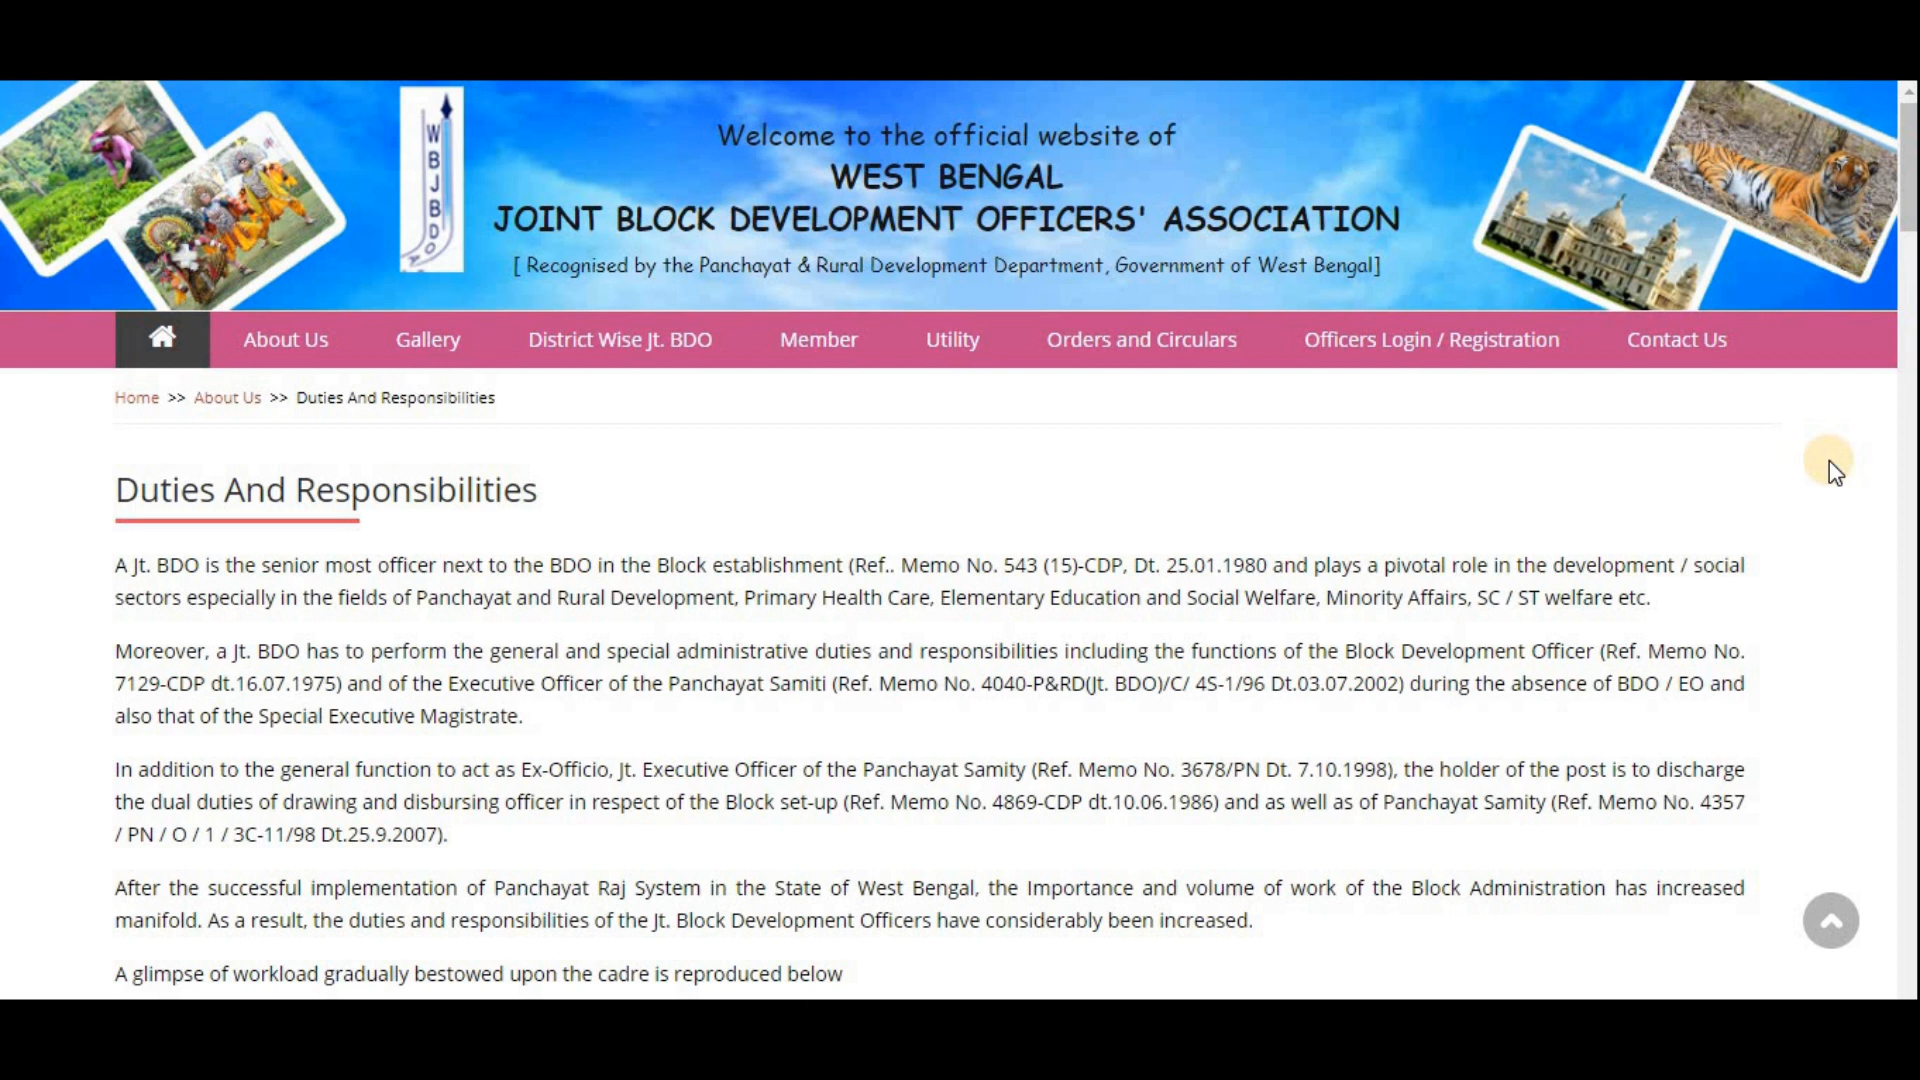 Welcome to the official website of
WEST BENGAL
JOINT BLOCK DEVELOPMENT OFFICERS' ASSOCIATION
[ Recognised by the Panchayat & Rural Development Department, Government of West Bengal]
WBJBDOA
About Us Gallery District Wise Jt. BDO Member Utility Orders and Circulars Officers Login / Registration Contact Us
Home >> About Us >> Duties And Responsibilities
Duties And Responsibilities
A Jt. BDO is the senior most officer next to the BDO in the Block establishment (Ref.. Memo No. 543 (15)-CDP, Dt. 25.01.1980 and plays a pivotal role in the development / social
sectors especially in the fields of Panchayat and Rural Development, Primary Health Care, Elementary Education and Social Welfare, Minority Affairs, SC / ST welfare etc.
Moreover, a Jt. BDO has to perform the general and special administrative duties and responsibilities including the functions of the Block Development Officer (Ref. Memo No.
7129-CDP dt.16.07.1975) and of the Executive Officer of the Panchayat Samiti (Ref. Memo No. 4040-P&RD(Jt. BDO)/C/ 4S-1/96 Dt.03.07.2002) during the absence of BDO / EO and
also that of the Special Executive Magistrate.
In addition to the general function to act as Ex-Officio, Jt. Executive Officer of the Panchayat Samity (Ref. Memo No. 3678/PN Dt. 7.10.1998), the holder of the post is to discharge
the dual duties of drawing and disbursing officer in respect of the Block set-up (Ref. Memo No. 4869-CDP dt.10.06.1986) and as well as of Panchayat Samity (Ref. Memo No. 4357
/ PN / O / 1 / 3C-11/98 Dt.25.9.2007).
After the successful implementation of Panchayat Raj System in the State of West Bengal, the Importance and volume of work of the Block Administration has increased
manifold. As a result, the duties and responsibilities of the Jt. Block Development Officers have considerably been increased.
A glimpse of workload gradually bestowed upon the cadre is reproduced below